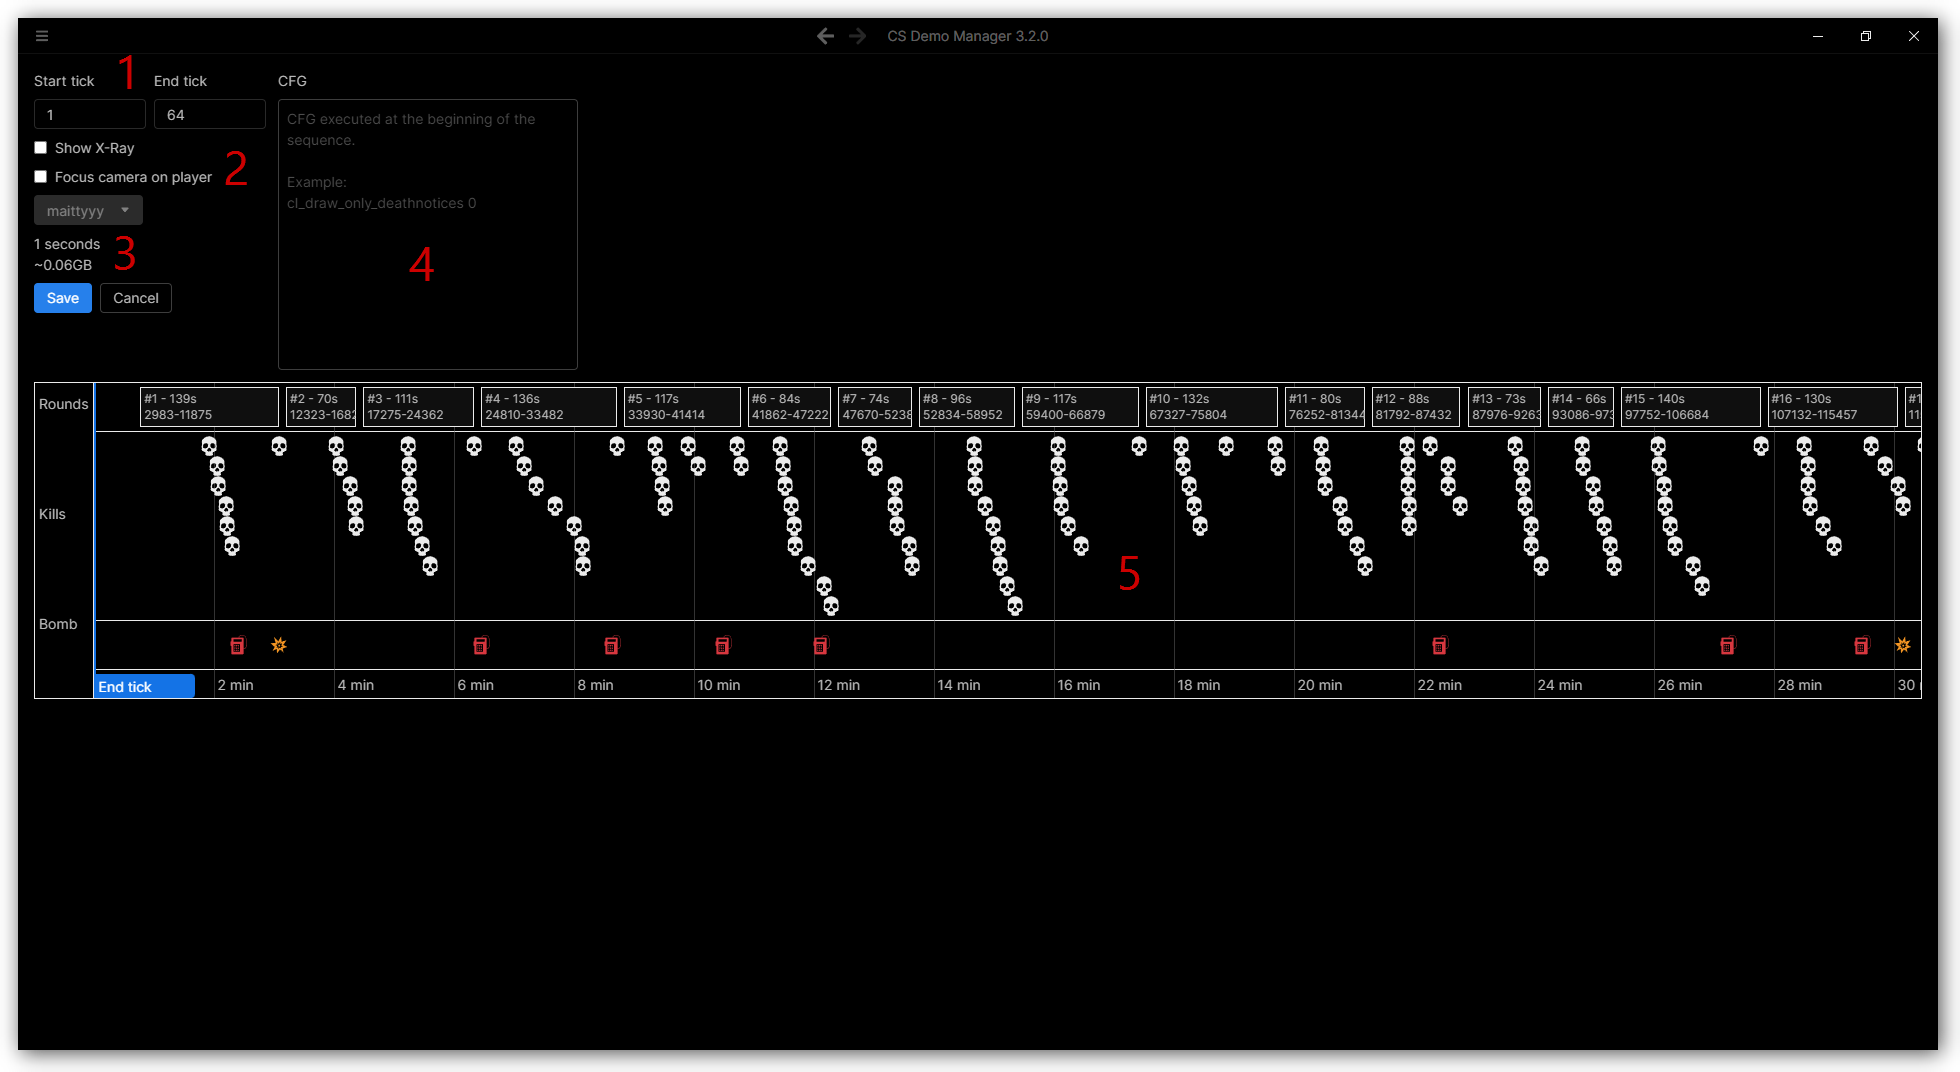 CS Demo Manager 3.2.0
Start tick
1
End tick
CFG
1
64
CFG executed at the beginning of the
sequence.
Example:
cl_draw_only_deathnotices 0
Show X-Ray
Focus camera on player
2
maittyyy
1 seconds
~0.06GB
3
4
Save
Cancel
Rounds
#1 - 139s
2983-11875
#2 - 70s
12323-1682
#3 - 111s
17275-24362
#4 - 136s
24810-33482
#5 - 117s
33930-41414
#6 - 84s
41862-47222
#7 - 74s
47670-5238
#8 - 96s
52834-58952
#9 - 117s
59400-66879
#10 - 132s
67327-75804
#11 - 80s
76252-81344
#12 - 88s
81792-87432
#13 - 73s
87976-9263
#14 - 66s
93086-973
#15 - 140s
97752-106684
#16 - 130s
107132-115457
#1
11
Kills
5
Bomb
End tick
2 min
4 min
6 min
8 min
10 min
12 min
14 min
16 min
18 min
20 min
22 min
24 min
26 min
28 min
30